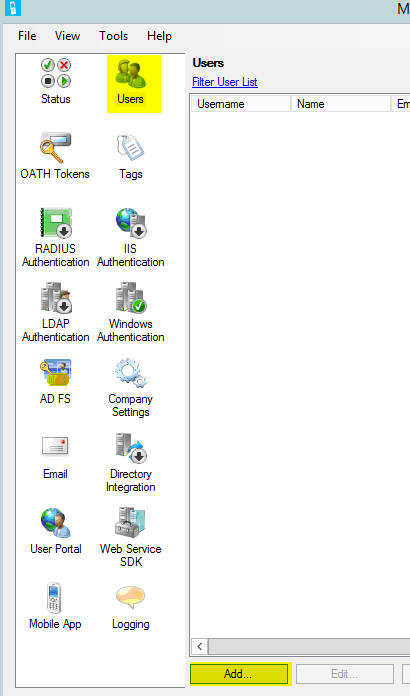 M
File View Tools Help
Status
Users
OATH Tokens
Tags
RADIUS
Authentication
IIS
Authentication
LDAP
Authentication
Windows
Authentication
AD FS
Company
Settings
Email
Directory
Integration
User Portal
Web Service
SDK
Mobile App
Logging
Users
Filter User List
Username Name Em
Add... Edit...